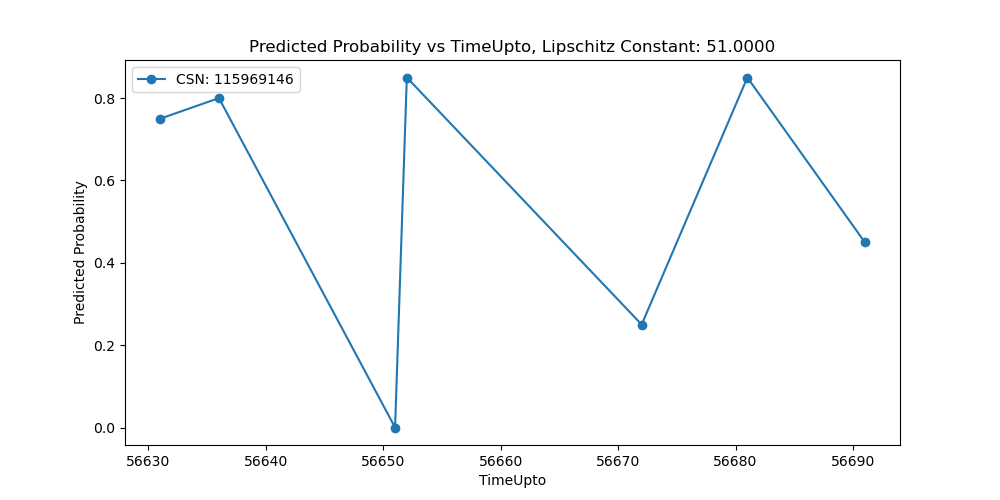 Predicted Probability vs TimeUpto, Lipschitz Constant: 51.0000
CSN: 115969146
Predicted Probability
0.8
0.6
0.4
0.2
0.0
56630 56640 56650 56660 56670 56680 56690
TimeUpto